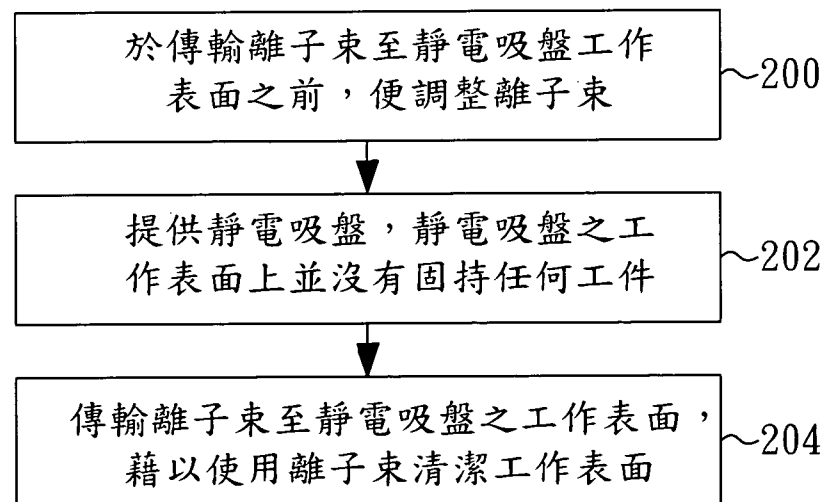 於傳輸離子束至靜電吸盤工作
表面之前，便調整離子束
200
提供靜電吸盤，靜電吸盤之工
作表面上並沒有固持任何工件
202
傳輸離子束至靜電吸盤之工作表面，
藉以使用離子束清潔工作表面
204